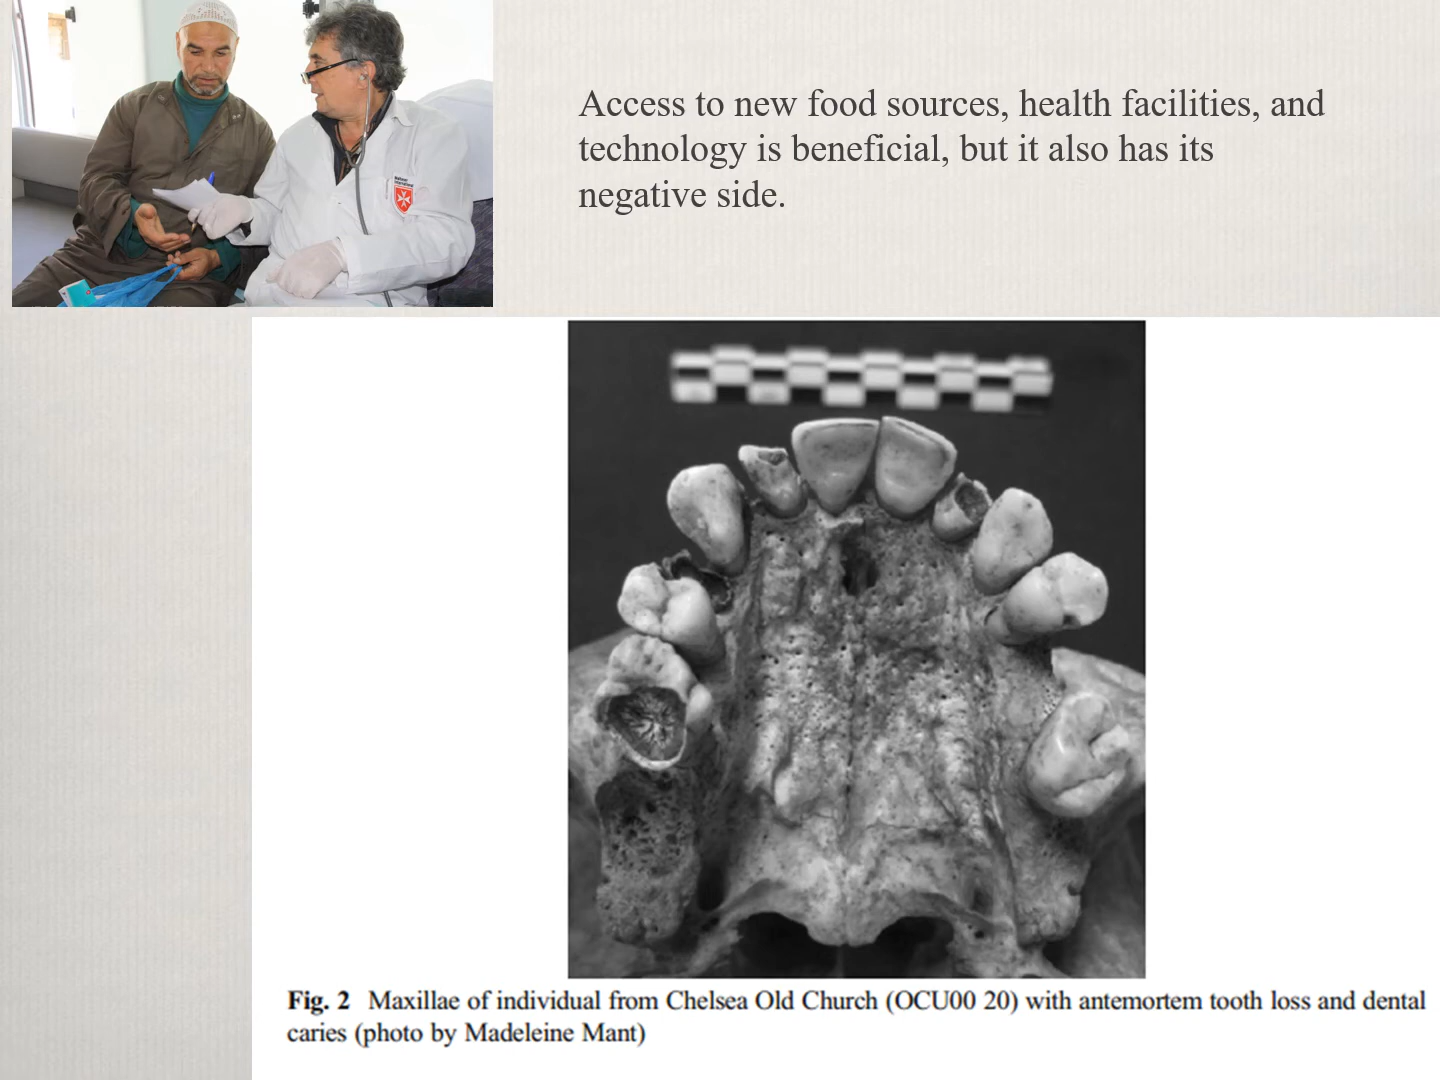 Access to new food sources, health facilities, and
technology is beneficial, but it also has its
negative side.
Fig. 2 Maxillae of individual from Chelsea Old Church (OCU00 20) with antemortem tooth loss and dental
caries (photo by Madeleine Mant)